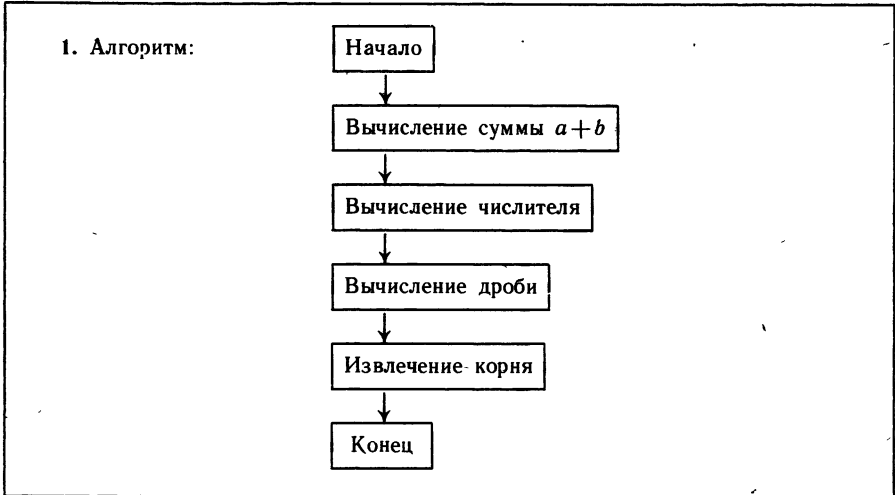 1. Алгоритм:
Начало
Вычисление суммы a+b
Вычисление числителя
Вычисление дроби
Извлечение корня
Конец